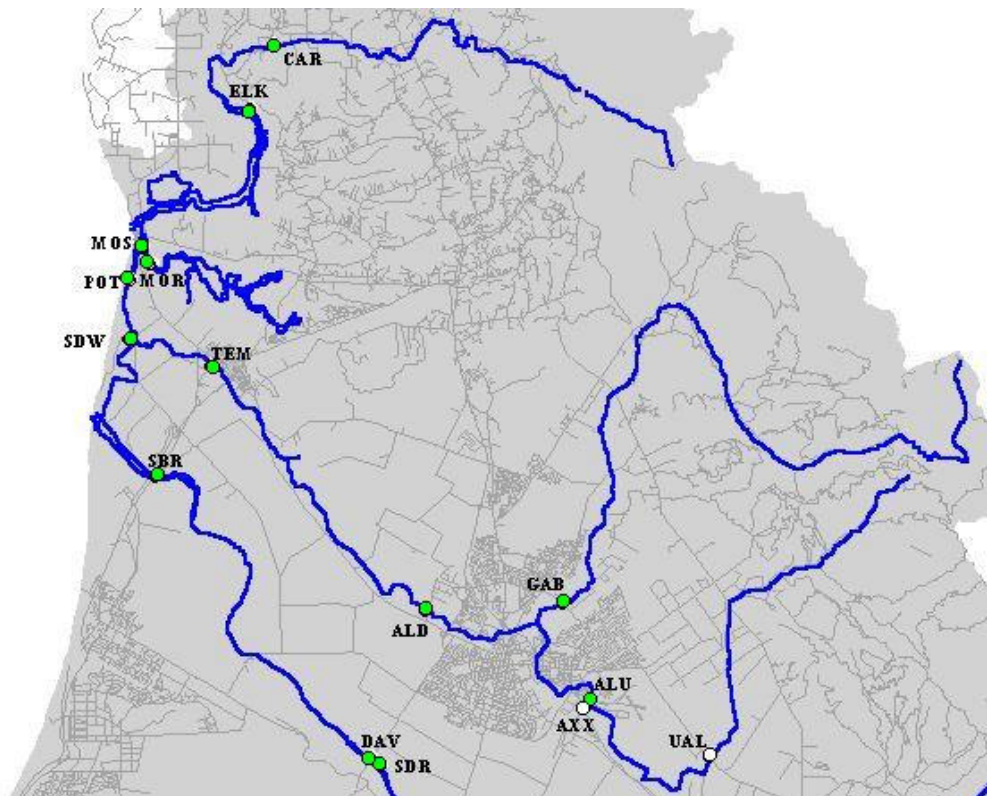 CAR
ELK
MOS
POT MOR
SDW
TEM
SBR
GAB
ALD
ALU
AXX
DAV
UAL
SDR